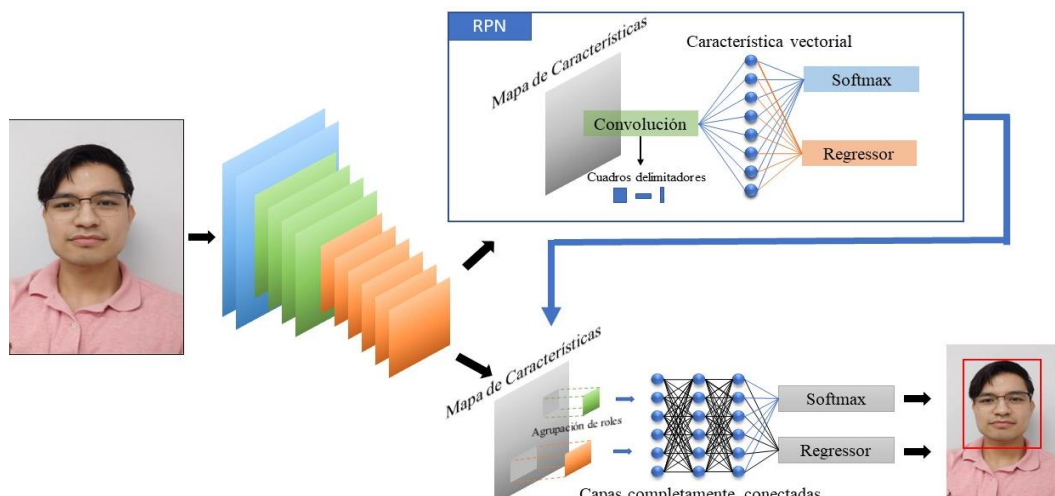 RPN
Mapa de Características
Característica vectorial
Softmax
Convolución
Regressor
Cuadros delimitadores
Mapa de Características
Agrupación de roles
Softmax
Regressor
Capas completamente conectadas